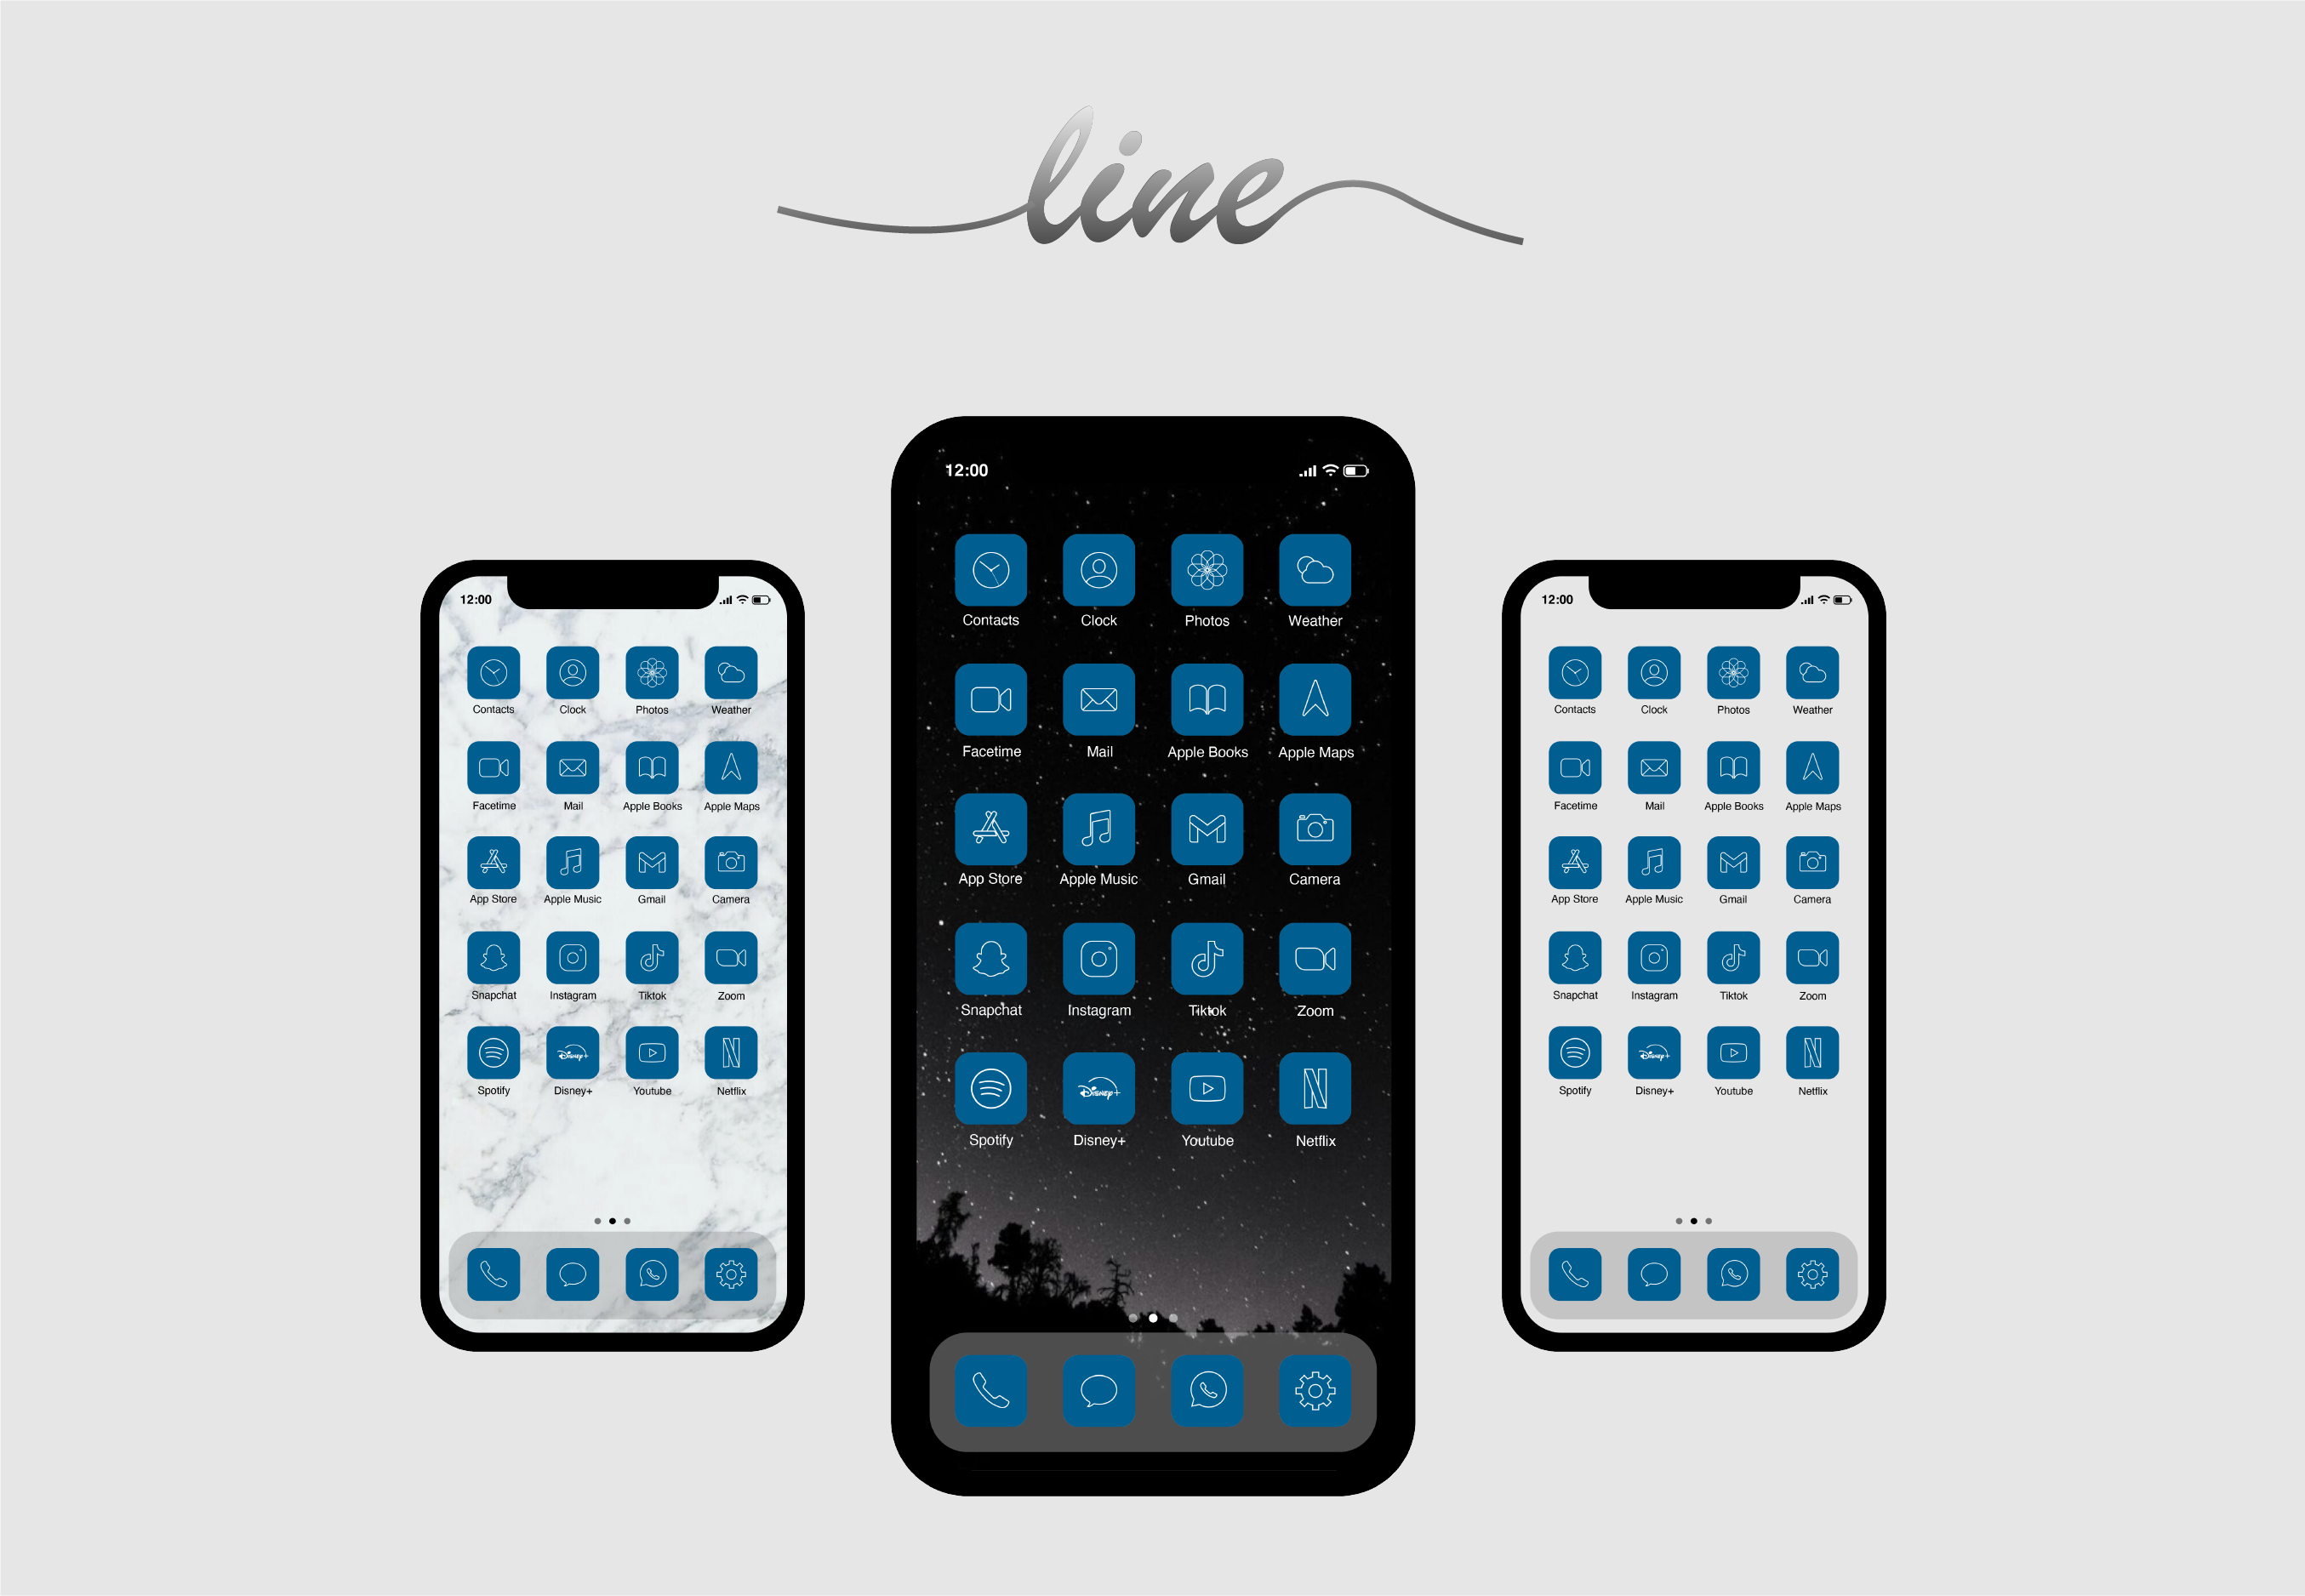 line
12:00
Contacts Clock Photos Weather
Facetime Mail Apple Books Apple Maps
App Store Apple Music Gmail Camera
Snapchat Instagram Tiktok Zoom
Spotify Disney+ Youtube Netflix
Disney+
12:00
Contacts Clock Photos Weather
Facetime Mail Apple Books Apple Maps
App Store Apple Music Gmail Camera
Snapchat Instagram Tiktok Zoom
Disney+
Spotify Disney+ Youtube Netflix
12:00
Contacts Clock Photos Weather
Facetime Mail Apple Books Apple Maps
App Store Apple Music Gmail Camera
Snapchat Instagram Tiktok Zoom
Disney+
Spotify Disney+ Youtube Netflix